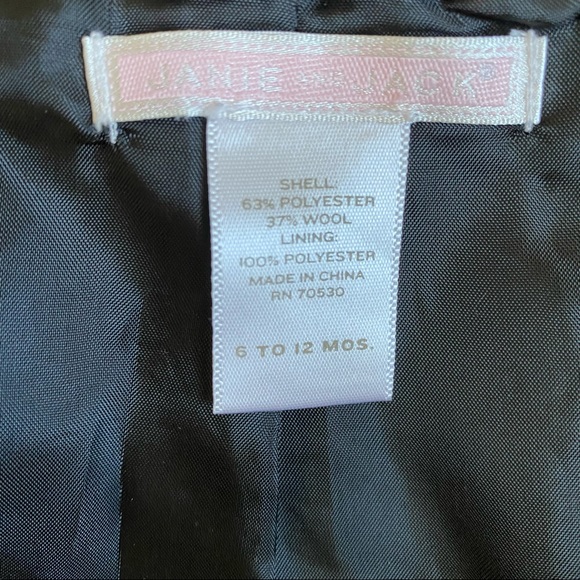 JANIE AND JACK®
SHELL:
63% POLYESTER
37% WOOL
LINING:
100% POLYESTER
MADE IN CHINA
RN 70530
6 TO 12 MOS.